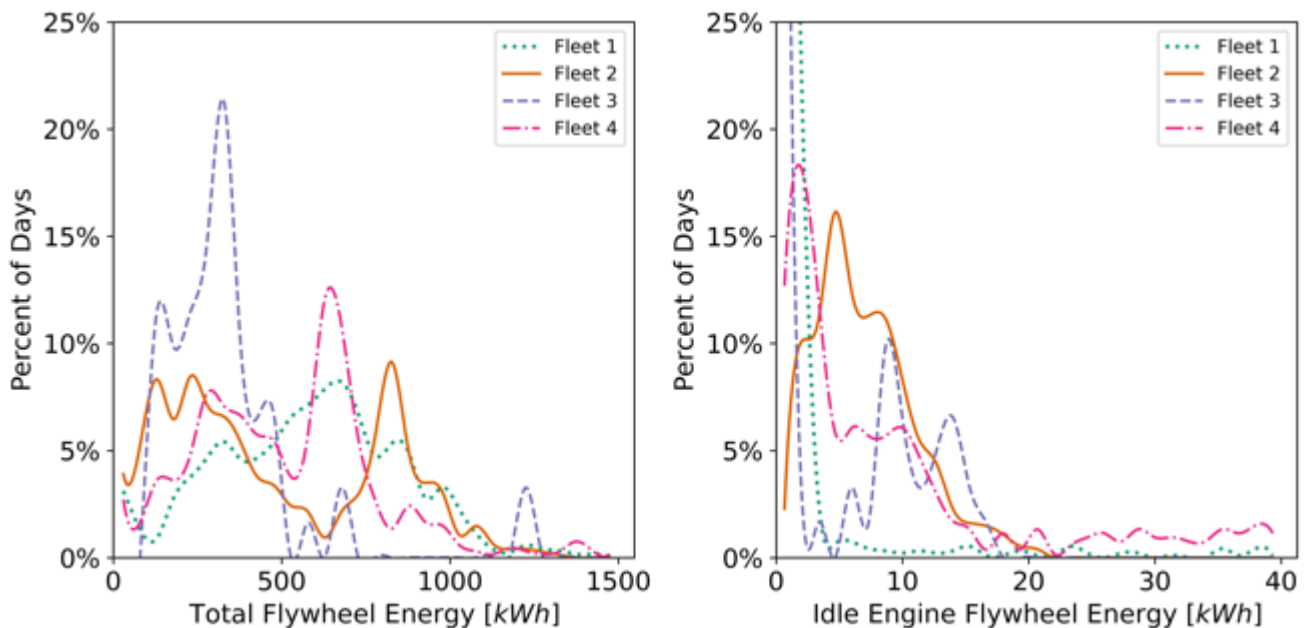 25%
20%
15%
10%
5%
0%
Percent of Days
0
500
1000
1500
Total Flywheel Energy [kWh]
Fleet 1
Fleet 2
Fleet 3
Fleet 4
25%
20%
15%
10%
5%
0%
Percent of Days
0
10
20
30
40
Idle Engine Flywheel Energy [kWh]
Fleet 1
Fleet 2
Fleet 3
Fleet 4